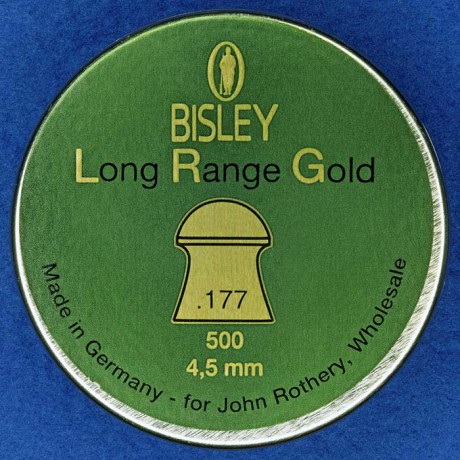 BISLEY
Long Range Gold
.177
500
4,5 mm
Made in Germany - for John Rothery, Wholesale